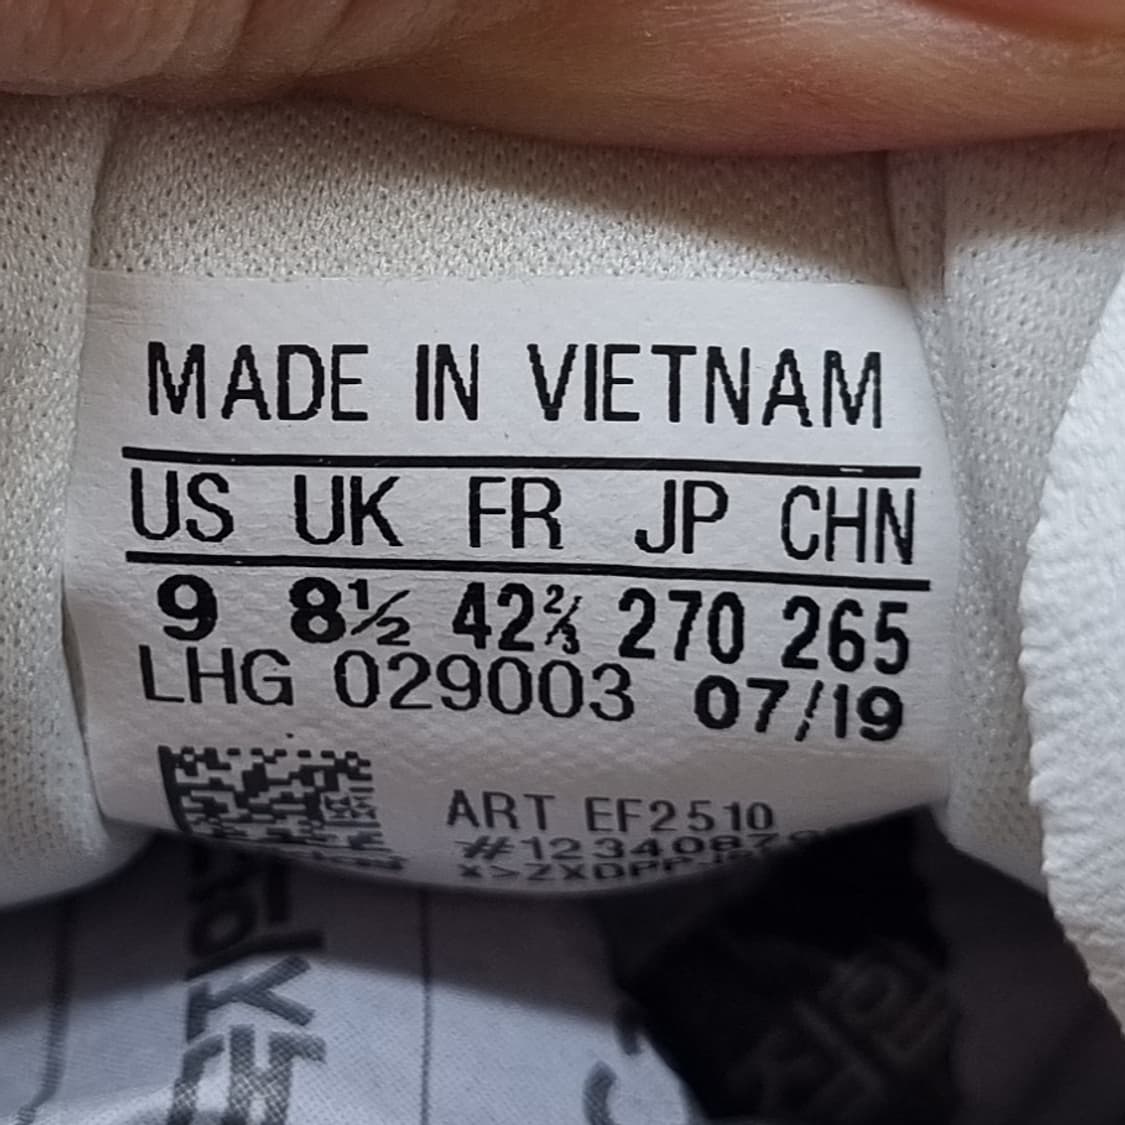 MADE IN VIETNAM
US UK FR JP CHN
9 8½ 42⅔ 270 265
LHG 029003 07/19
ART EF2510